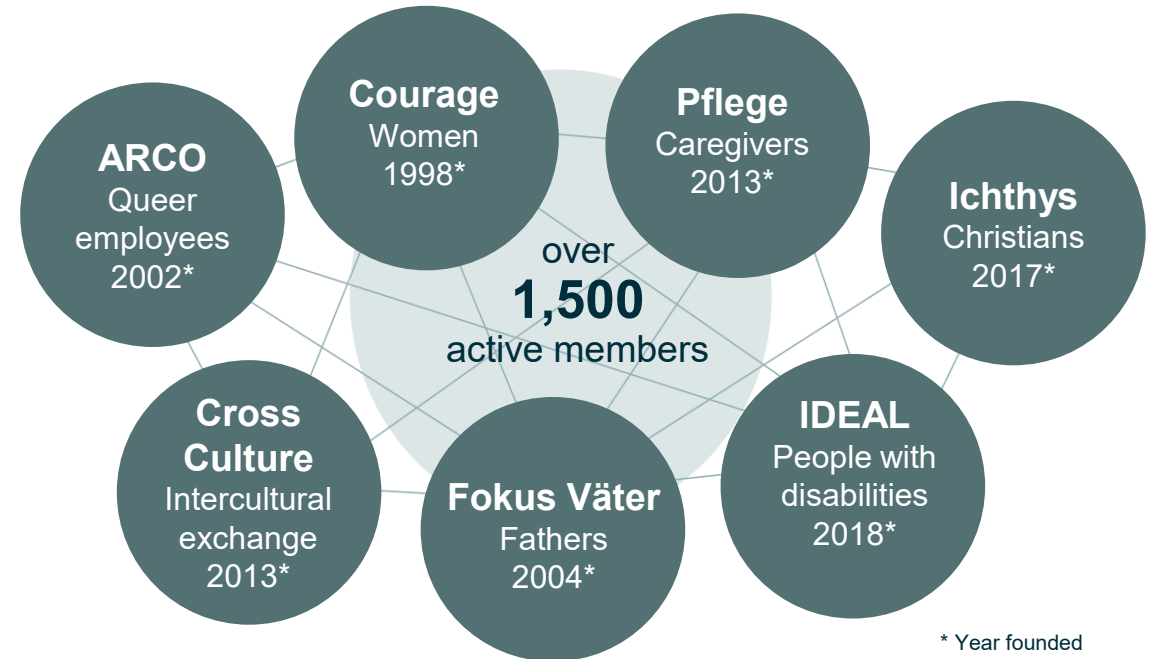 Courage
Women
1998*
Pflege
Caregivers
2013*
ARCO
Queer
employees
2002*
Ichthys
Christians
2017*
over
1,500
active members
Cross
Culture
Intercultural
exchange
2013*
Fokus Väter
Fathers
2004*
IDEAL
People with
disabilities
2018*
* Year founded